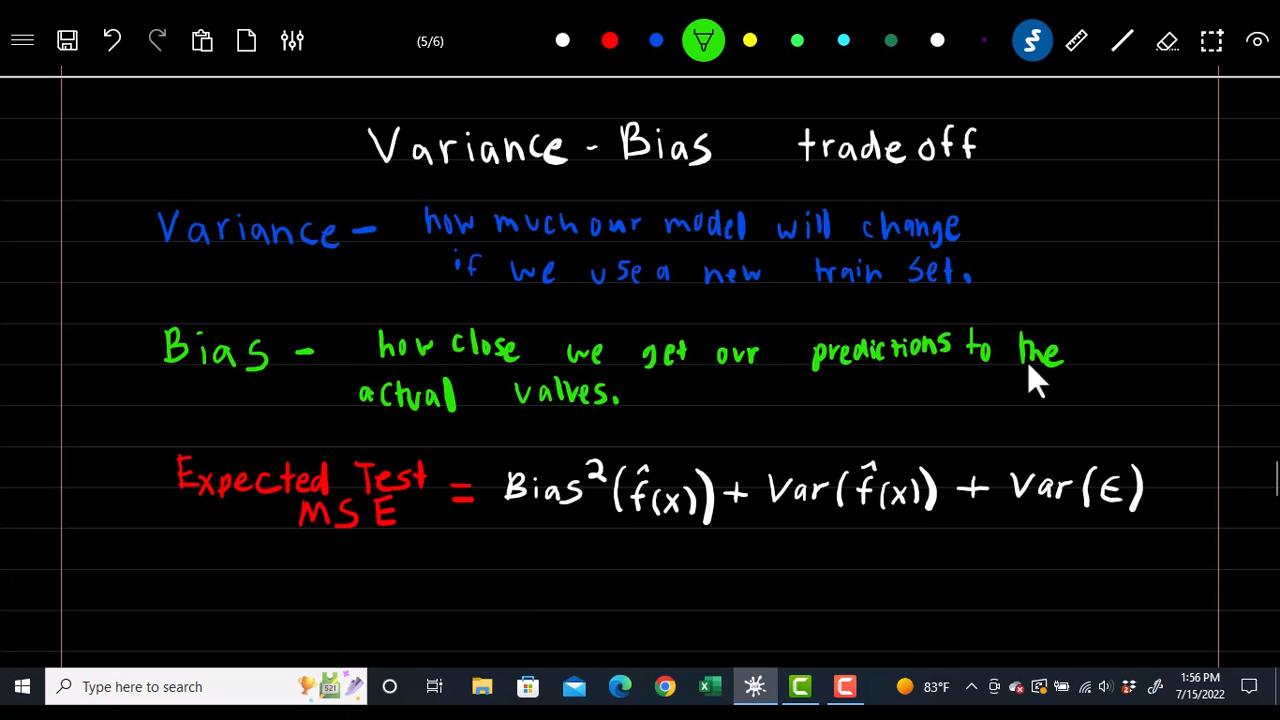 (5/6)
Variance - Bias tradeoff
Variance - how much our model will change
if we use a new train set.
Bias - how close we get our predictions to the
actual values.
Expected Test
MSE = Bias²(f̂(x)) + Var(f̂(x)) + Var(ϵ)
Type here to search
521
83°F
1:56 PM
7/15/2022